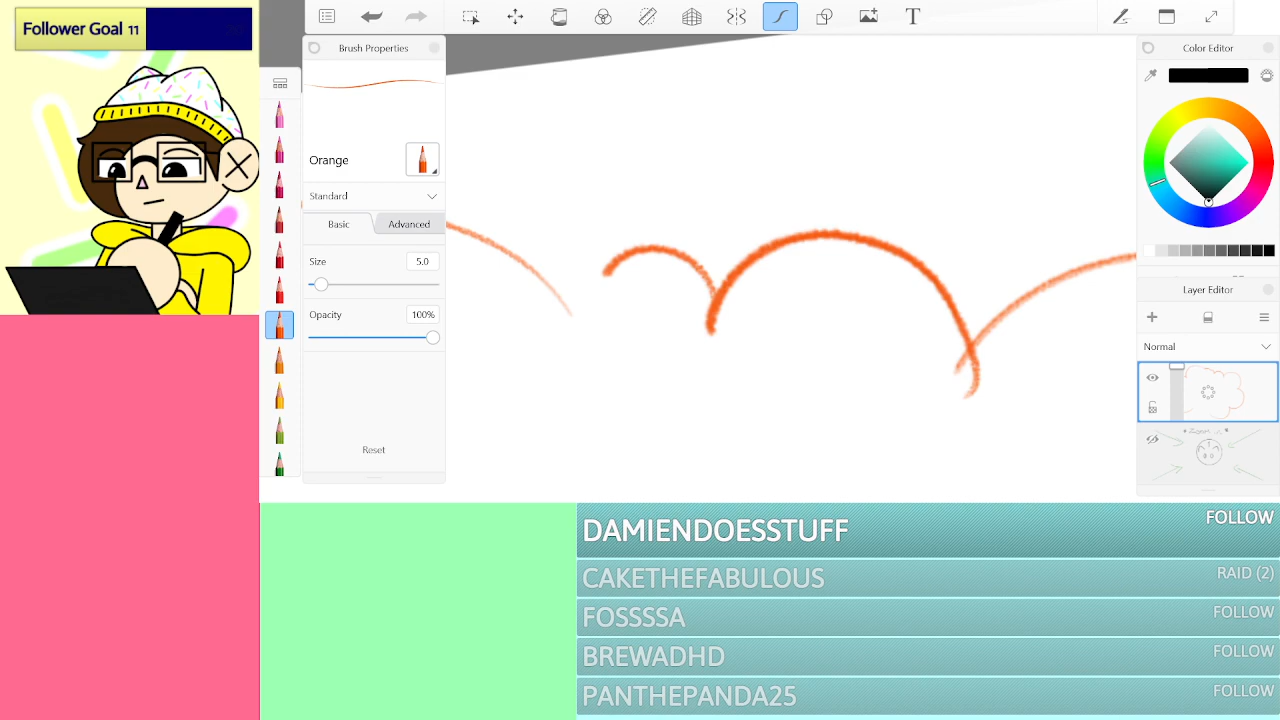 Follower Goal 11
Brush Properties
Orange
Standard
Basic
Advanced
Size
5.0
Opacity
100%
Reset
T
Color Editor
Layer Editor
Normal
DAMIENDOESSTUFF
FOLLOW
CAKETHEFABULOUS
RAID (2)
FOSSSSA
FOLLOW
BREWADHD
FOLLOW
PANTHEPANDA25
FOLLOW